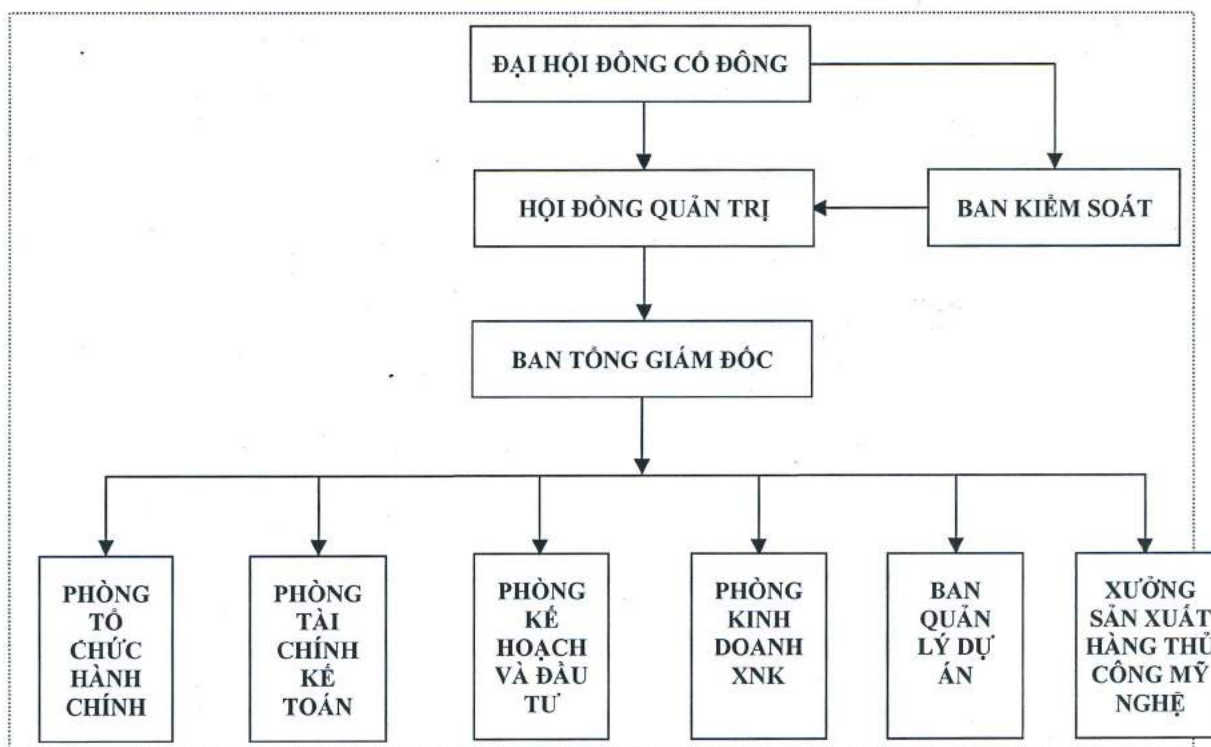 ĐẠI HỘI ĐỒNG CỔ ĐÔNG
HỘI ĐỒNG QUẢN TRỊ
BAN KIỂM SOÁT
BAN TỔNG GIÁM ĐỐC
PHÒNG
TỔ
CHỨC
HÀNH
CHÍNH
PHÒNG
TÀI
CHÍNH
KẾ
TOÁN
PHÒNG
KẾ
HOẠCH
VÀ ĐẦU
TƯ
PHÒNG
KINH
DOANH
XNK
BAN
QUẢN
LÝ DỰ
ÁN
XƯỞNG
SẢN XUẤT
HÀNG THỦ
CÔNG MỸ
NGHỆ